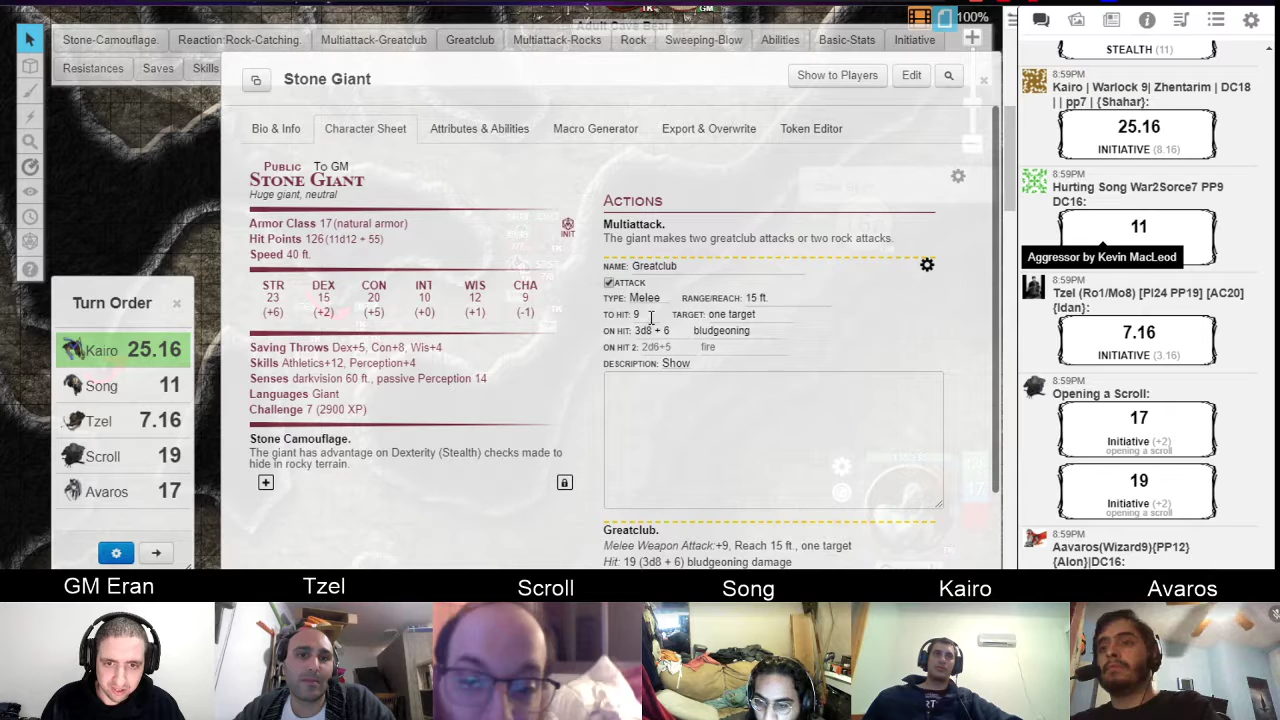 Adult Cave Bear
100%
Stone-Camouflage.
Reaction:Rock-Catching.
Multiattack-Greatclub
Greatclub
Multiattack-Rocks
Rock
Sweeping-Blow
Abilities
Basic-Stats
Initiative
Resistances
Saves
Skills
Stone Giant
Show to Players
Edit
Bio & Info
Character Sheet
Attributes & Abilities
Macro Generator
Export & Overwrite
Token Editor
PUBLIC To GM
STONE GIANT
Huge giant, neutral
Armor Class 17 (natural armor)
Hit Points 126 (11d12 + 55)
Speed 40 ft.
INIT
STR DEX CON INT WIS CHA
23 15 20 10 12 9
(+6) (+2) (+5) (+0) (+1) (-1)
Saving Throws Dex+5, Con+8, Wis+4
Skills Athletics+12, Perception+4
Senses darkvision 60 ft., passive Perception 14
Languages Giant
Challenge 7 (2900 XP)
Stone Camouflage.
The giant has advantage on Dexterity (Stealth) checks made to
hide in rocky terrain.
ACTIONS
Multiattack.
The giant makes two greatclub attacks or two rock attacks.
NAME: Greatclub
ATTACK
TYPE: Melee RANGE/REACH: 15 ft.
TO HIT: 9 TARGET: one target
ON HIT: 3d8 + 6 bludgeoning
ON HIT 2: 2d6+5 fire
DESCRIPTION: Show
Greatclub.
Melee Weapon Attack:+9, Reach 15 ft., one target
Hit: 19 (3d8 + 6) bludgeoning damage
Turn Order
Kairo 25.16
Song 11
Tzel 7.16
Scroll 19
Avaros 17
STEALTH (11)
8:59PM
Kairo | Warlock 9| Zhentarim | DC18
| | pp7 | {Shahar}:
25.16
INITIATIVE (8.16)
8:59PM
Hurting Song War2Sorce7 PP9
DC16:
11
Aggressor by Kevin MacLeod
8:59PM
Tzel (Ro1/Mo8) [PI24 PP19] [AC20]
{Idan}:
7.16
INITIATIVE (3.16)
8:59PM
Opening a Scroll:
17
Initiative (+2)
opening a scroll
19
Initiative (+2)
opening a scroll
8:59PM
Aavaros(Wizard9){PP12}
{Alon}|DC16:
GM Eran
Tzel
Scroll
Song
Kairo
Avaros